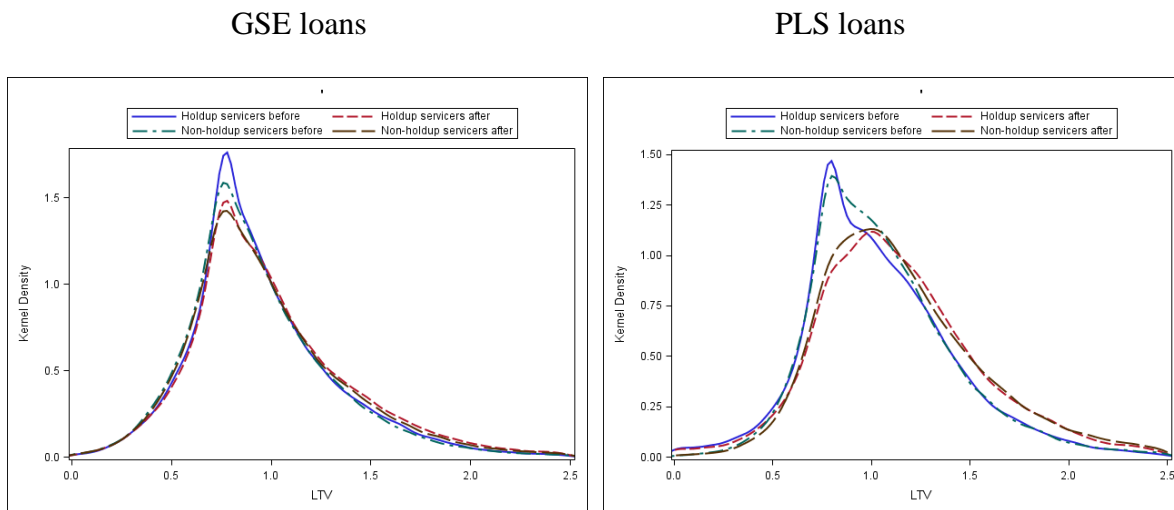 GSE loans
PLS loans
Holdup servicers before
Holdup servicers after
Non-holdup servicers before
Non-holdup servicers after
1.5
1.0
0.5
0.0
Kernel Density
0.0 0.5 1.0 1.5 2.0 2.5
LTV
Holdup servicers before
Holdup servicers after
Non-holdup servicers before
Non-holdup servicers after
1.50
1.25
1.00
0.75
0.50
0.25
0.00
Kernel Density
0.0 0.5 1.0 1.5 2.0 2.5
LTV